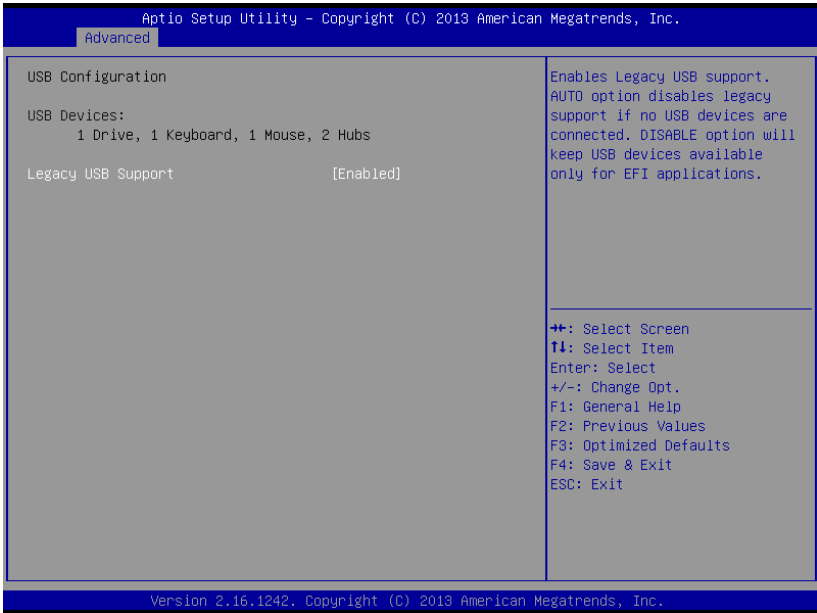 Aptio Setup Utility – Copyright (C) 2013 American Megatrends, Inc.
Advanced
USB Configuration
USB Devices:
1 Drive, 1 Keyboard, 1 Mouse, 2 Hubs
Legacy USB Support [Enabled]
Enables Legacy USB support.
AUTO option disables legacy
support if no USB devices are
connected. DISABLE option will
keep USB devices available
only for EFI applications.
→←: Select Screen
↑↓: Select Item
Enter: Select
+/-: Change Opt.
F1: General Help
F2: Previous Values
F3: Optimized Defaults
F4: Save & Exit
ESC: Exit
Version 2.16.1242. Copyright (C) 2013 American Megatrends, Inc.